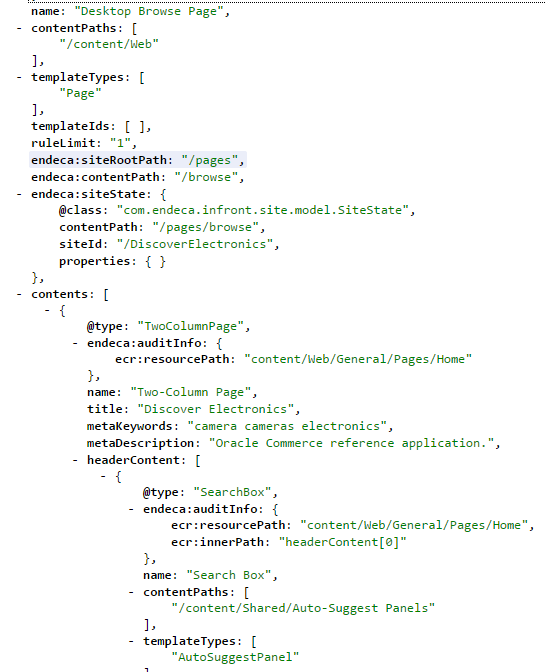 name: "Desktop Browse Page",
- contentPaths: [
"/content/Web"
],
- templateTypes: [
"Page"
],
templateIds: [ ],
ruleLimit: "1",
endeca:siteRootPath: "/pages",
endeca:contentPath: "/browse",
- endeca:siteState: {
@class: "com.endeca.infront.site.model.SiteState",
contentPath: "/pages/browse",
siteId: "/DiscoverElectronics",
properties: { }
},
- contents: [
- {
@type: "TwoColumnPage",
- endeca:auditInfo: {
ecr:resourcePath: "content/Web/General/Pages/Home"
},
name: "Two-Column Page",
title: "Discover Electronics",
metaKeywords: "camera cameras electronics",
metaDescription: "Oracle Commerce reference application.",
- headerContent: [
- {
@type: "SearchBox",
- endeca:auditInfo: {
ecr:resourcePath: "content/Web/General/Pages/Home",
ecr:innerPath: "headerContent[0]"
},
name: "Search Box",
- contentPaths: [
"/content/Shared/Auto-Suggest Panels"
],
- templateTypes: [
"AutoSuggestPanel"